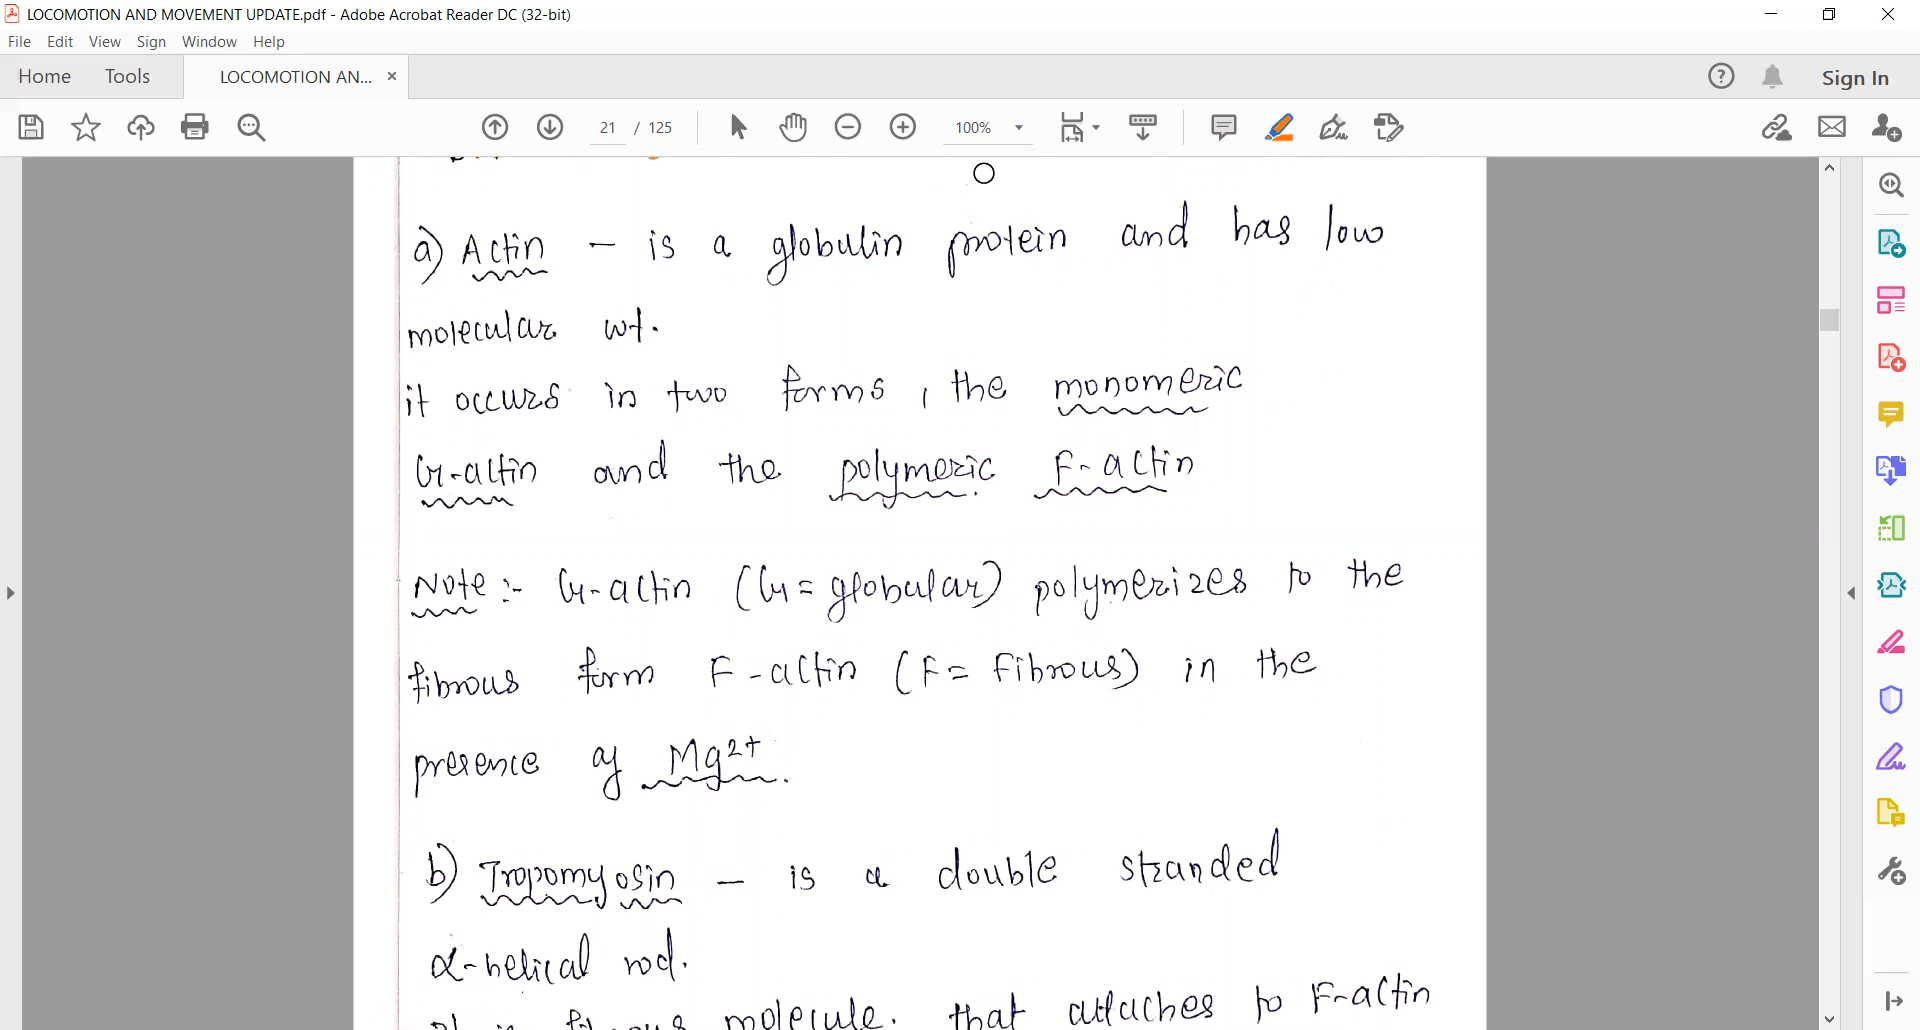 LOCOMOTION AND MOVEMENT UPDATE.pdf - Adobe Acrobat Reader DC (32-bit)
File Edit View Sign Window Help
Home Tools LOCOMOTION AN... × Sign In
21 / 125 100%
a) Actin – is a globulin protein and has low
molecular wt.
it occurs in two forms, the monomeric
G-actin and the polymeric F-actin
Note :- G-actin (G = globular) polymerizes to the
fibrous form F-actin (F = Fibrous) in the
presence of Mg2+.
b) Tropomyosin – is a double stranded
α-helical rod.
molecule. that attaches to F-actin